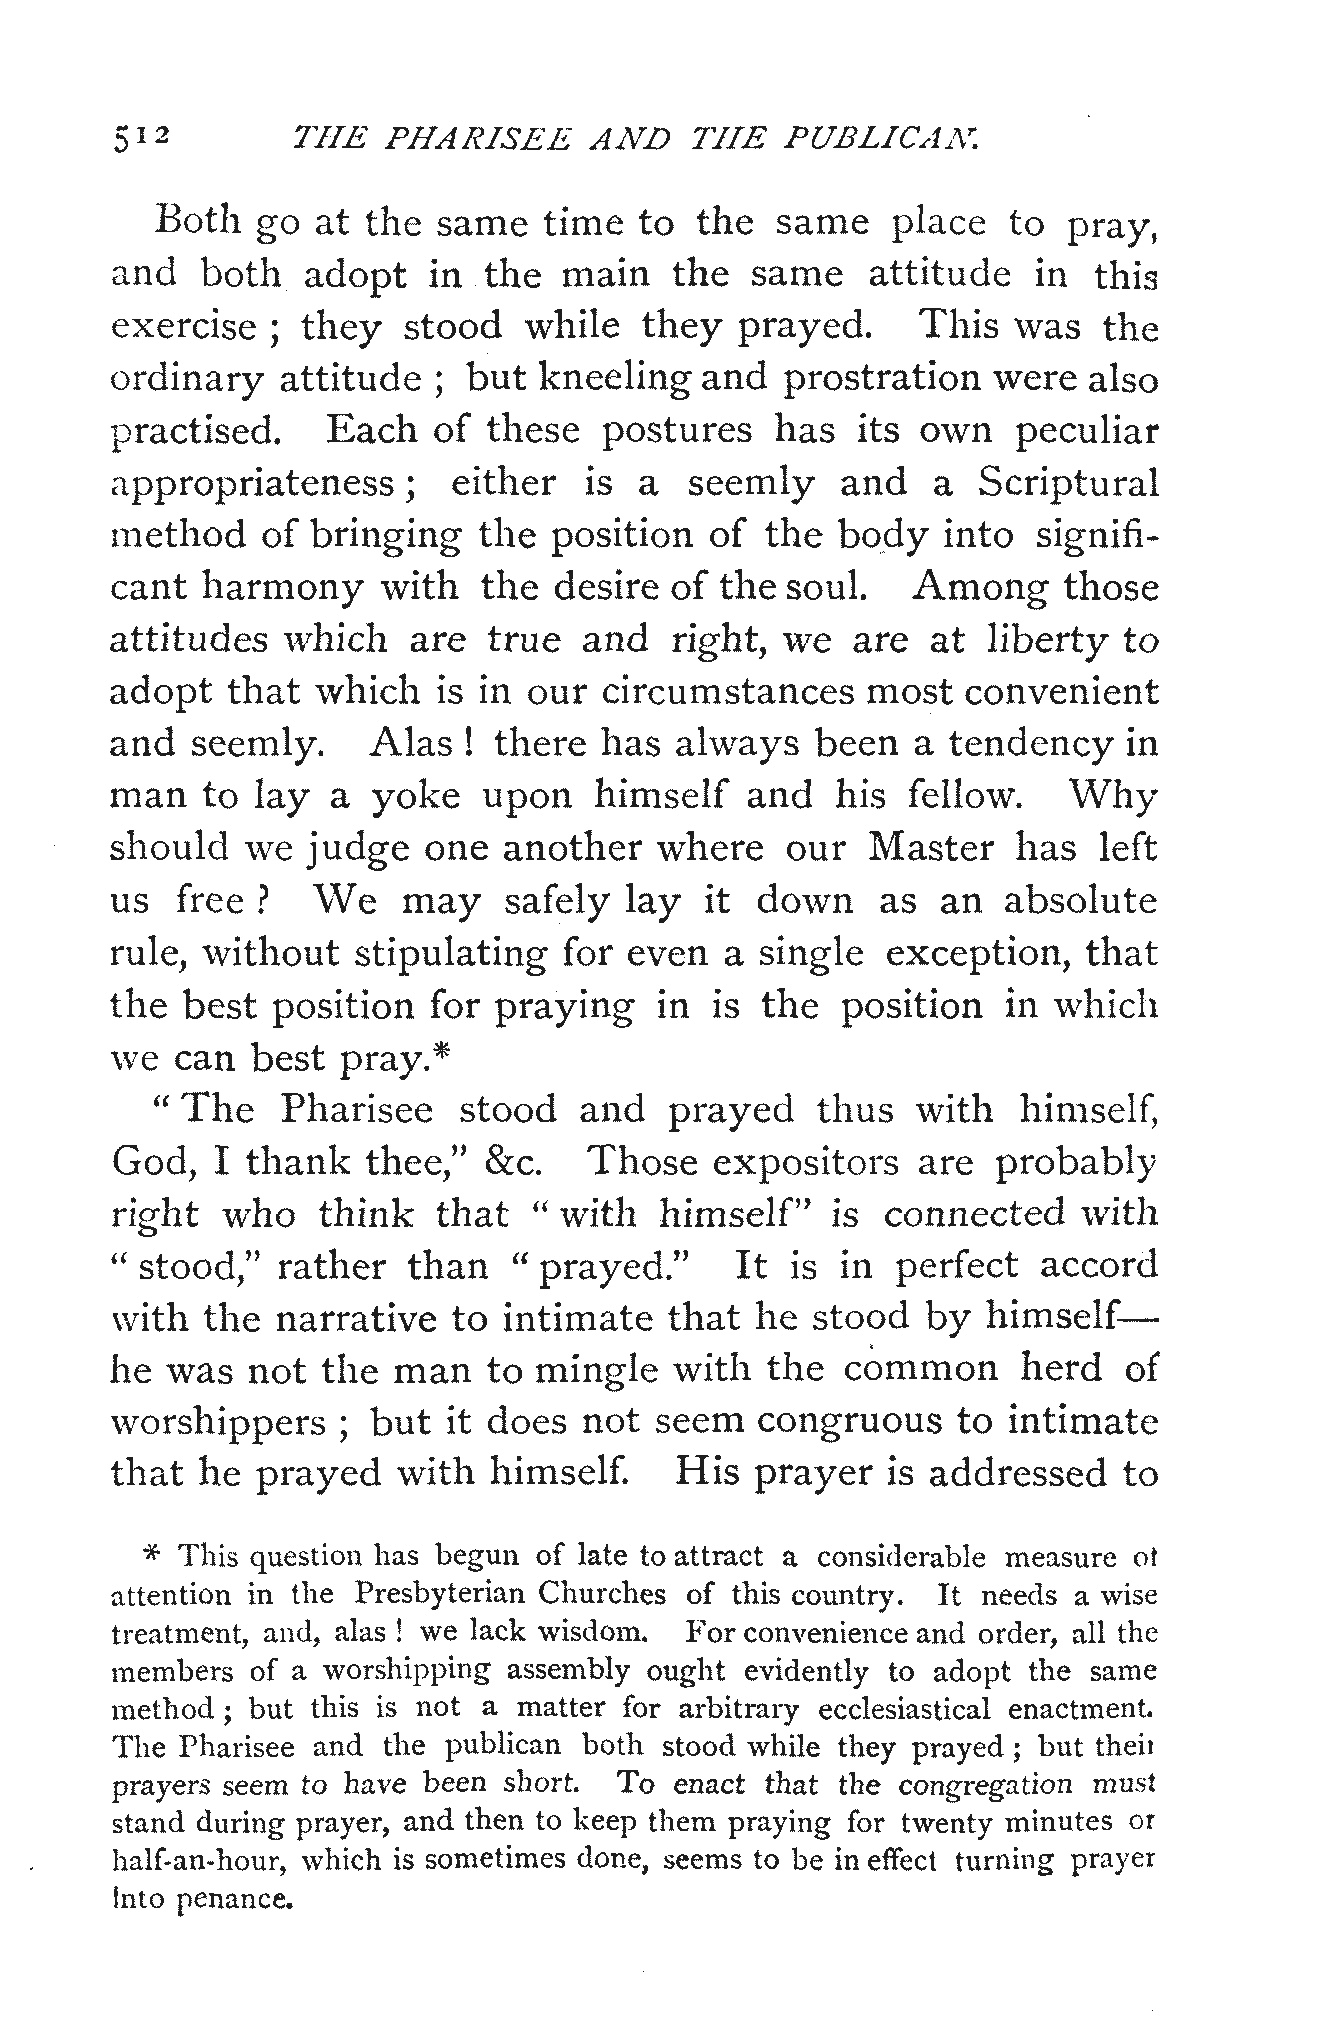 512 THE PHARISEE AND THE PUBLICAN.
Both go at the same time to the same place to pray,
and both adopt in the main the same attitude in this
exercise ; they stood while they prayed. This was the
ordinary attitude ; but kneeling and prostration were also
practised. Each of these postures has its own peculiar
appropriateness ; either is a seemly and a Scriptural
method of bringing the position of the body into signifi-
cant harmony with the desire of the soul. Among those
attitudes which are true and right, we are at liberty to
adopt that which is in our circumstances most convenient
and seemly. Alas ! there has always been a tendency in
man to lay a yoke upon himself and his fellow. Why
should we judge one another where our Master has left
us free ? We may safely lay it down as an absolute
rule, without stipulating for even a single exception, that
the best position for praying in is the position in which
we can best pray.*
“ The Pharisee stood and prayed thus with himself,
God, I thank thee,” &c. Those expositors are probably
right who think that “ with himself” is connected with
“ stood,” rather than “ prayed.” It is in perfect accord
with the narrative to intimate that he stood by himself—
he was not the man to mingle with the common herd of
worshippers ; but it does not seem congruous to intimate
that he prayed with himself. His prayer is addressed to
* This question has begun of late to attract a considerable measure of
attention in the Presbyterian Churches of this country. It needs a wise
treatment, and, alas ! we lack wisdom. For convenience and order, all the
members of a worshipping assembly ought evidently to adopt the same
method ; but this is not a matter for arbitrary ecclesiastical enactment.
The Pharisee and the publican both stood while they prayed ; but their
prayers seem to have been short. To enact that the congregation must
stand during prayer, and then to keep them praying for twenty minutes or
half-an-hour, which is sometimes done, seems to be in effect turning prayer
into penance.